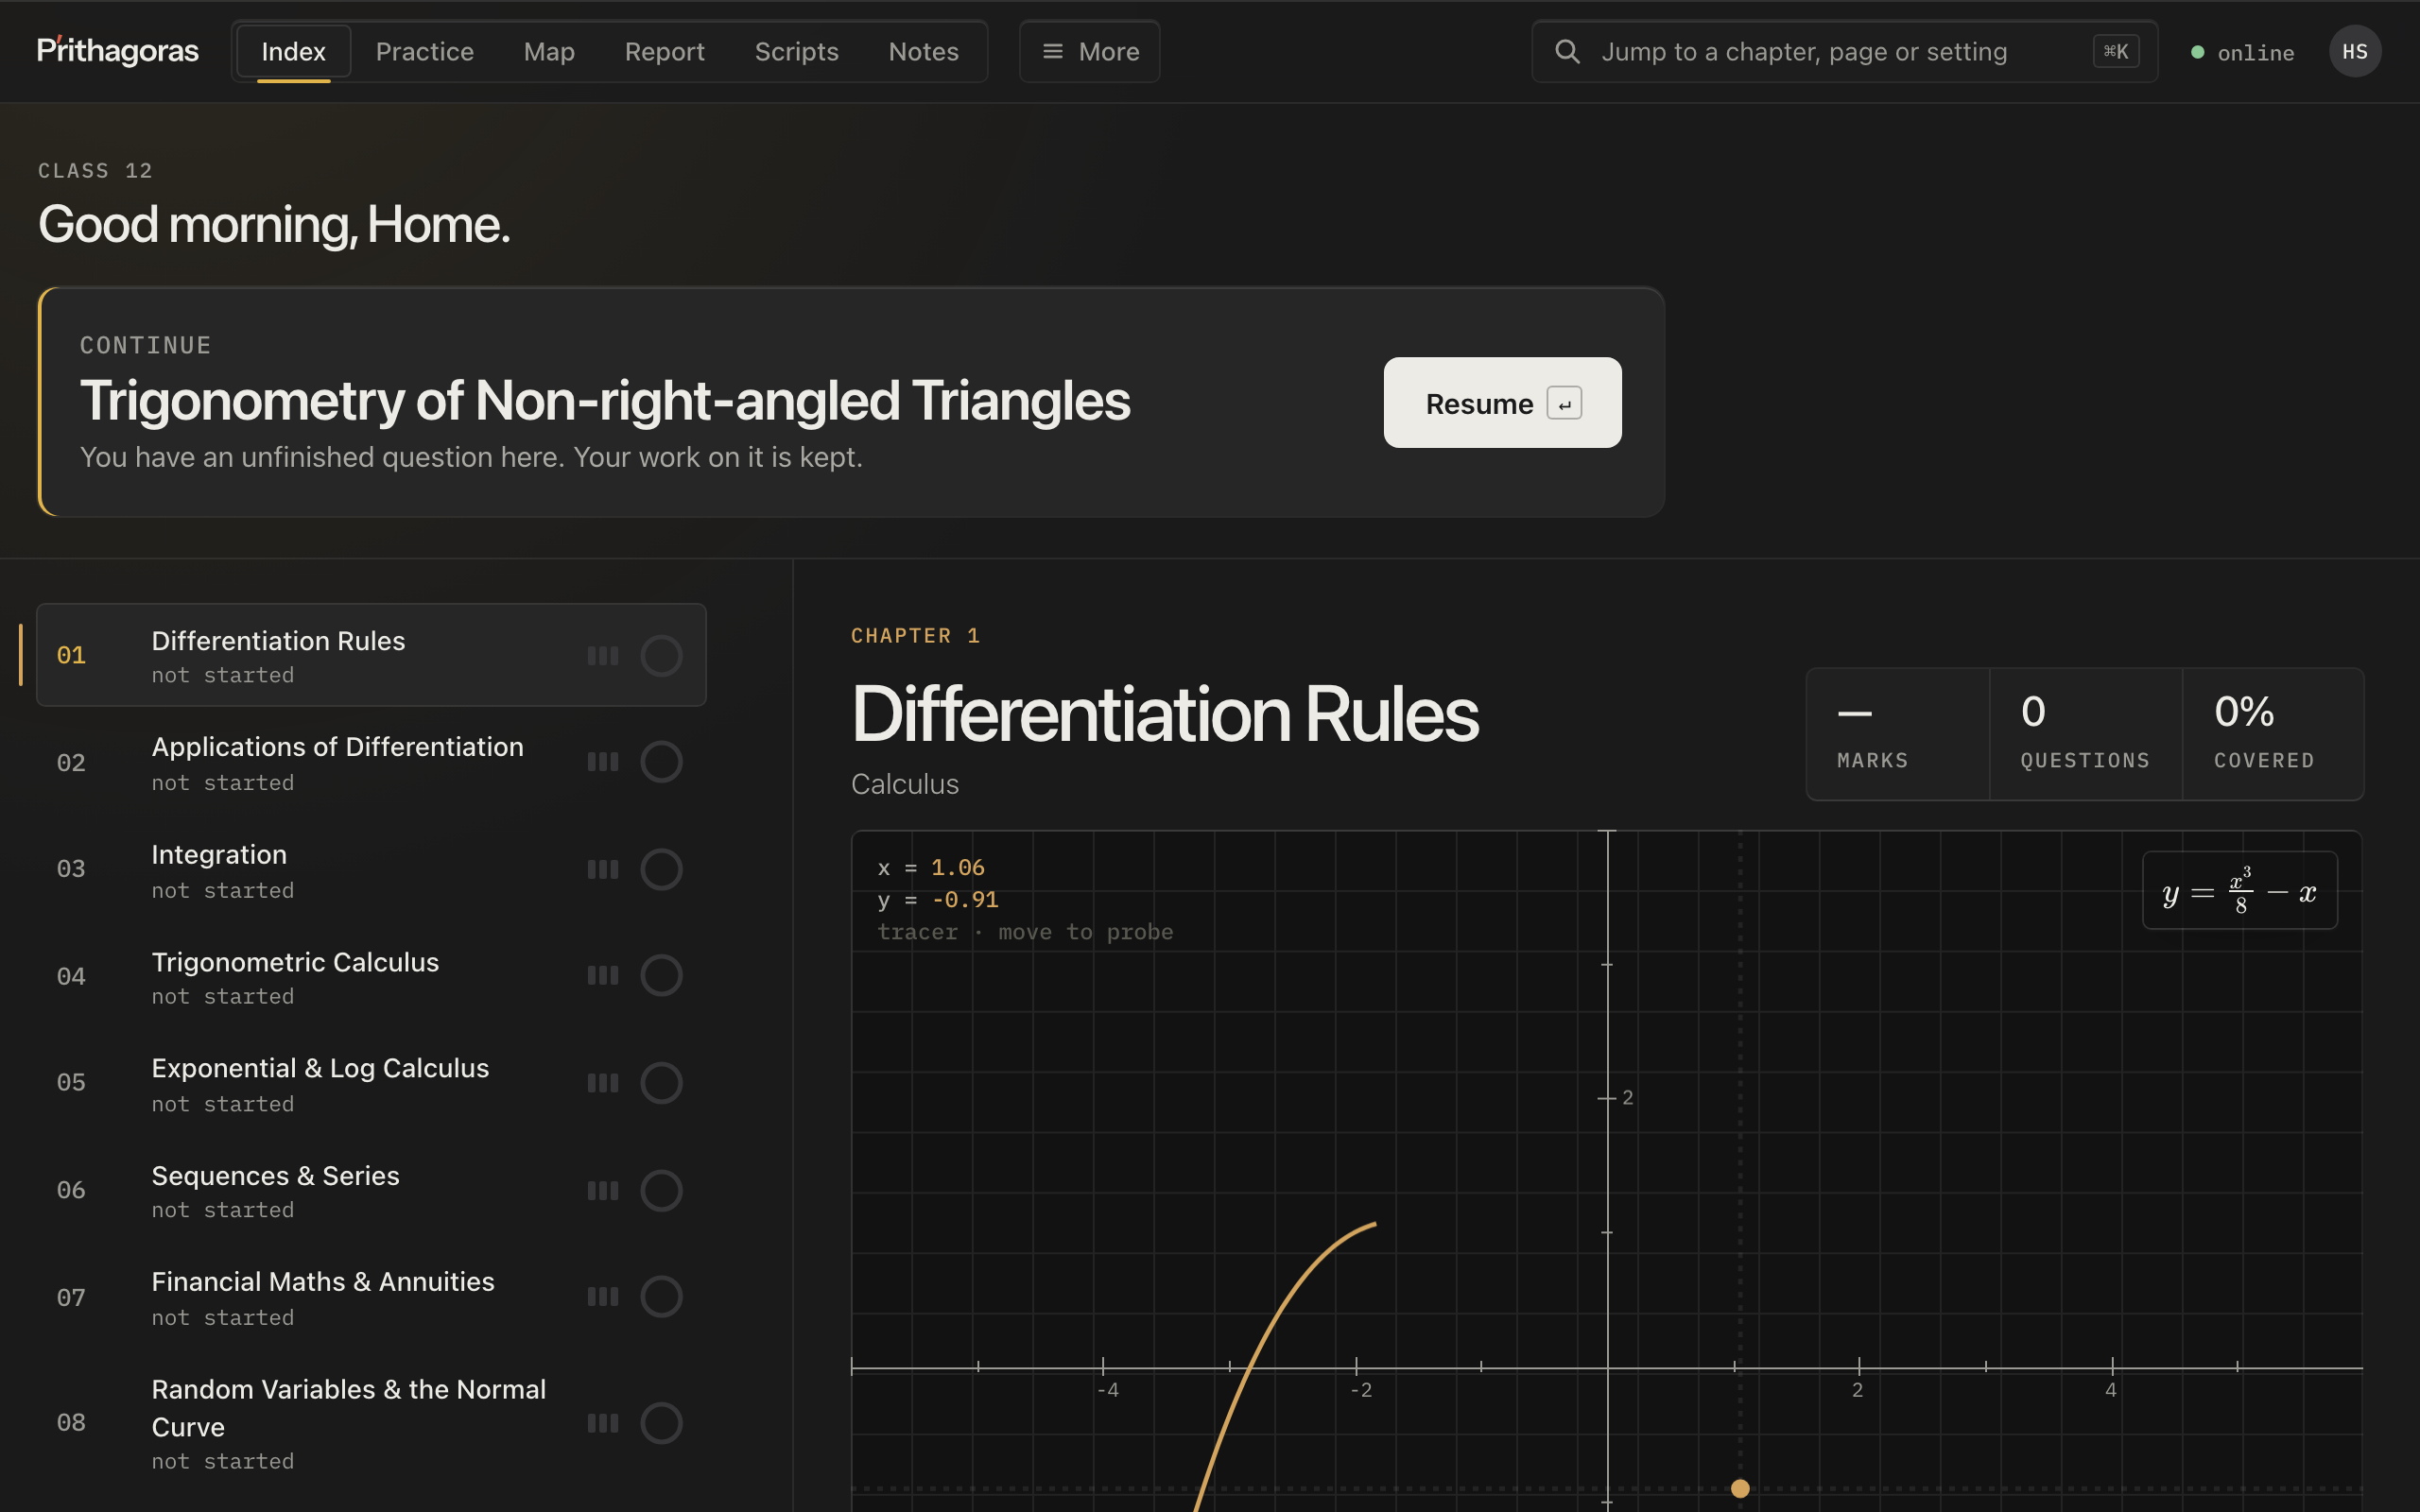 Prithagoras
Index
Practice
Map
Report
Scripts
Notes
More
Jump to a chapter, page or setting
⌘K
online
HS
CLASS 12
Good morning, Home.
CONTINUE
Trigonometry of Non-right-angled Triangles
You have an unfinished question here. Your work on it is kept.
Resume ↵
01
Differentiation Rules
not started
02
Applications of Differentiation
not started
03
Integration
not started
04
Trigonometric Calculus
not started
05
Exponential & Log Calculus
not started
06
Sequences & Series
not started
07
Financial Maths & Annuities
not started
08
Random Variables & the Normal
Curve
not started
CHAPTER 1
Differentiation Rules
Calculus
—
MARKS
0
QUESTIONS
0%
COVERED
x = 1.06
y = -0.91
tracer · move to probe
y = x³/8 − x
2
-4
-2
2
4